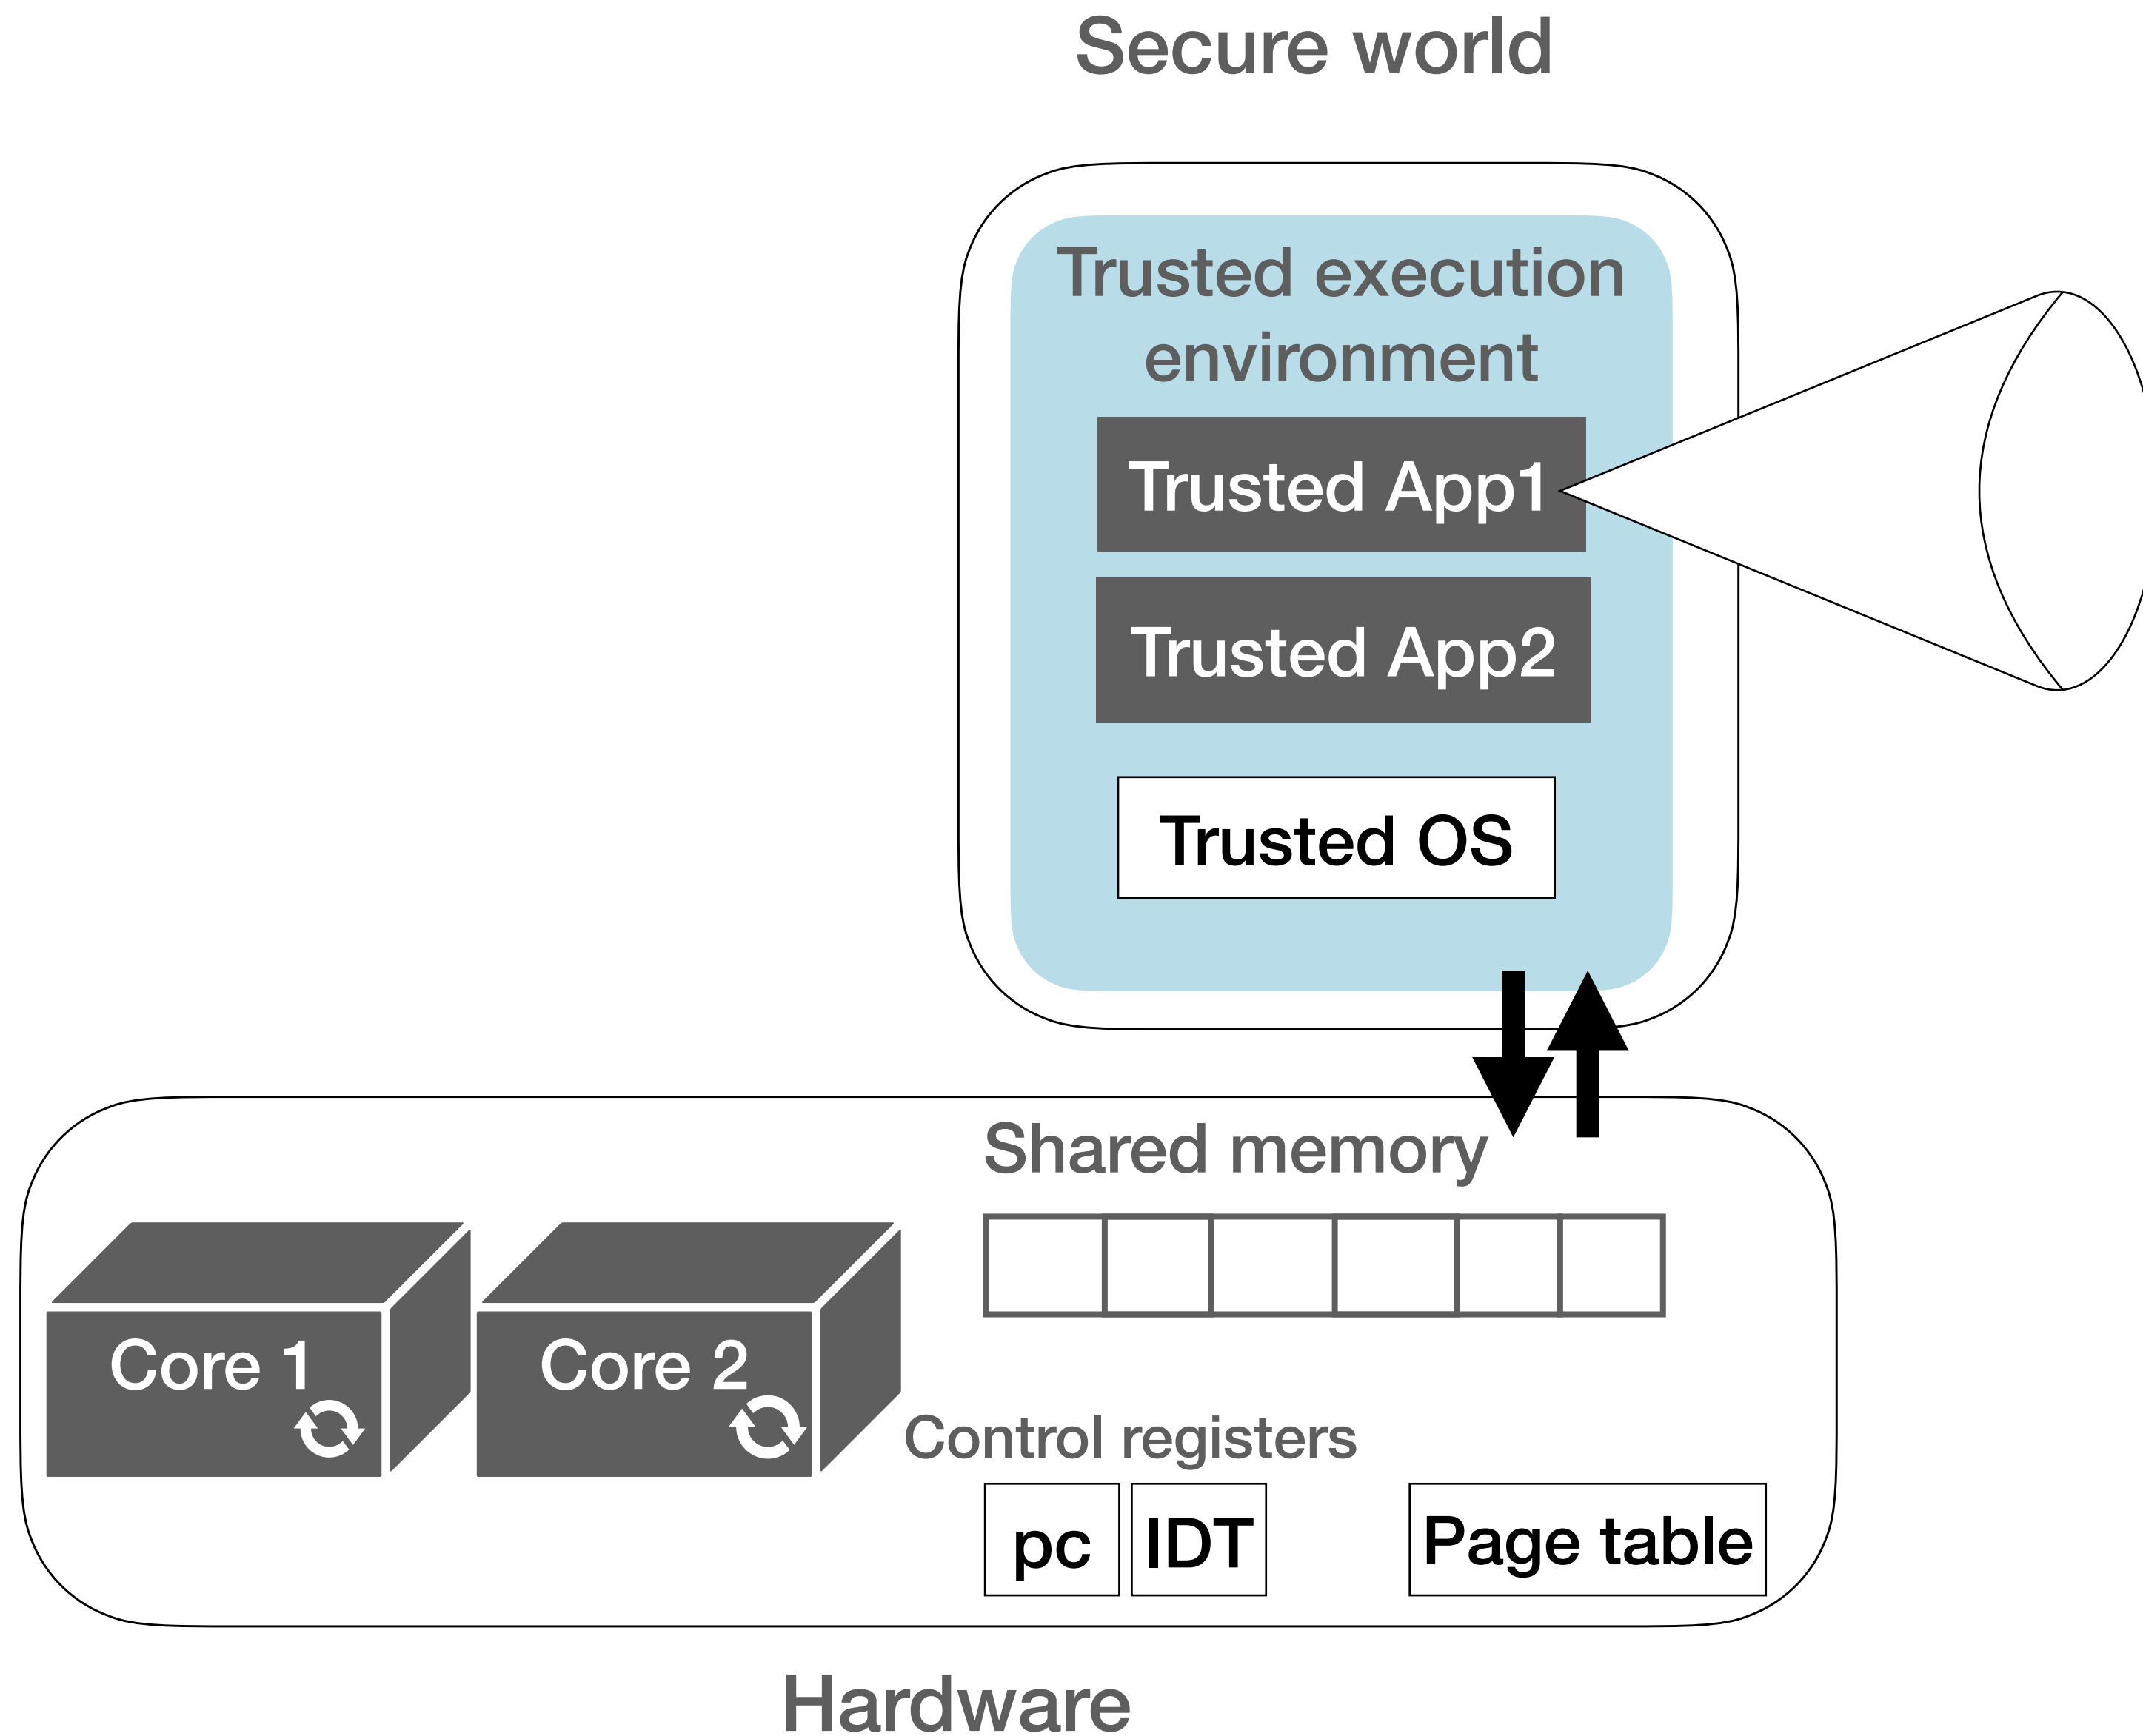 Secure world
Trusted execution
environment
Trusted App1
Trusted App2
Trusted OS
Shared memory
Core 1
Core 2
Control registers
pc
IDT
Page table
Hardware